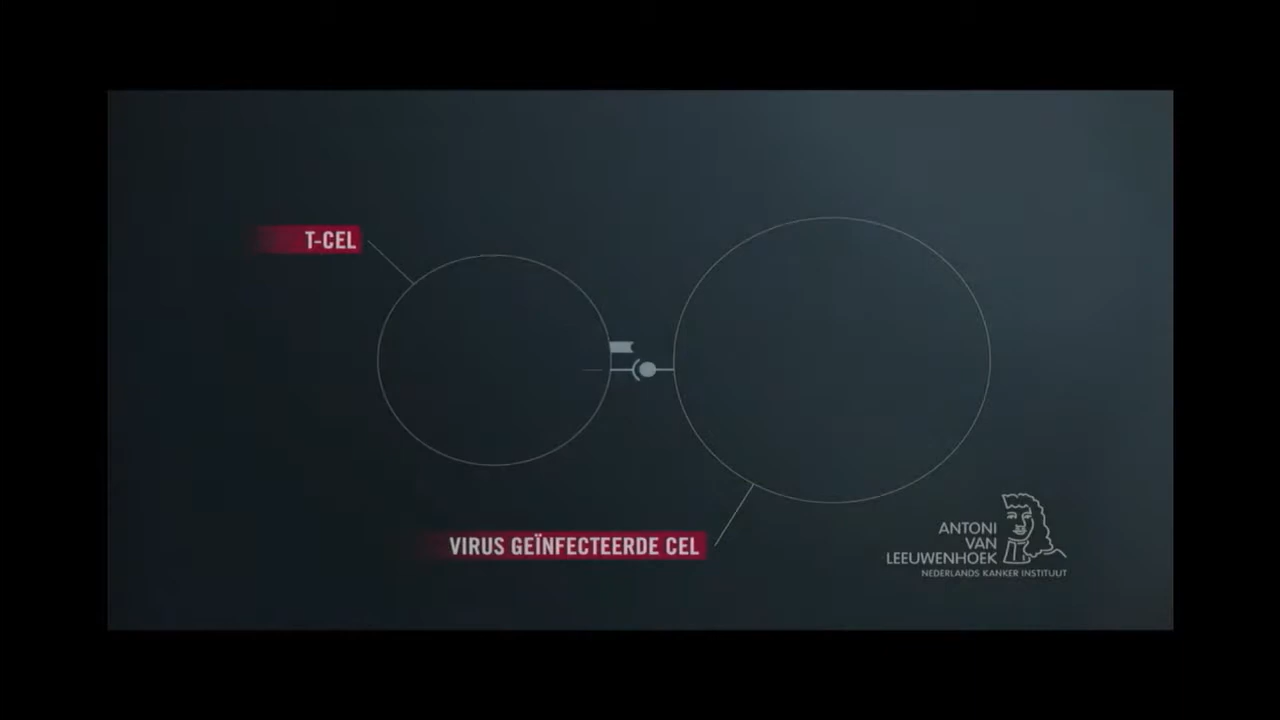 T-CEL
VIRUS GEÏNFECTEERDE CEL
ANTONI
VAN
LEEUWENHOEK
NEDERLANDS KANKER INSTITUUT